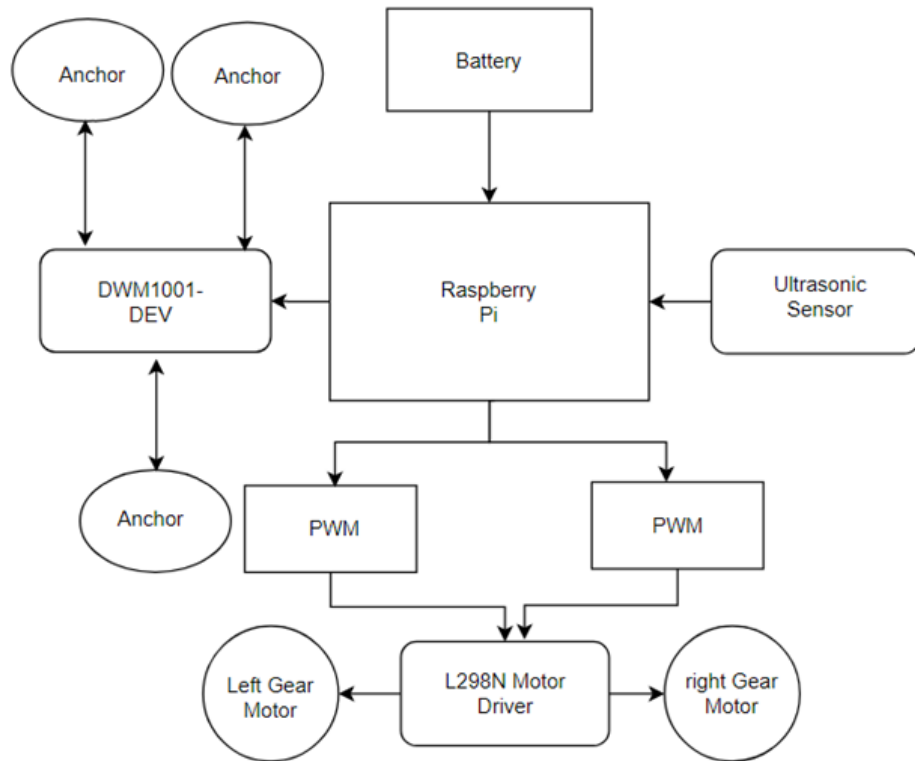 Anchor
Anchor
Battery
DWM1001-
DEV
Raspberry
Pi
Ultrasonic
Sensor
Anchor
PWM
PWM
Left Gear
Motor
L298N Motor
Driver
right Gear
Motor